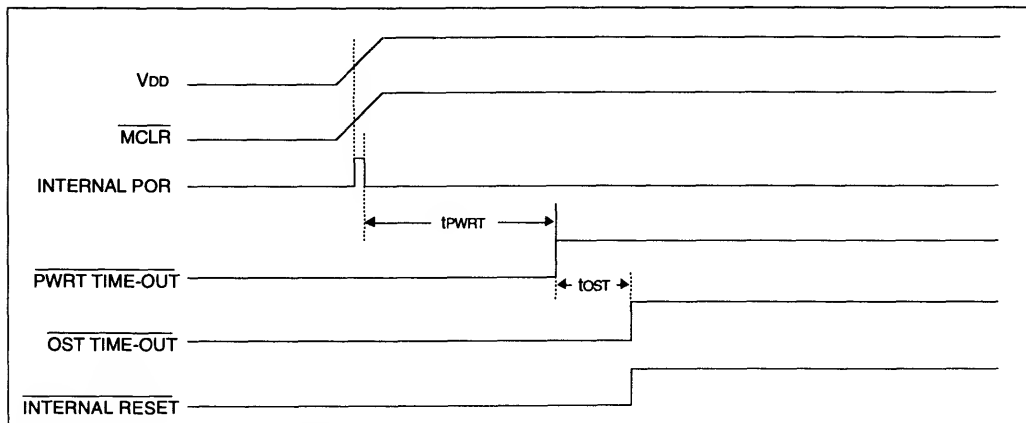 VDD
MCLR
INTERNAL POR
tPWRT
PWRT TIME-OUT
tOST
OST TIME-OUT
INTERNAL RESET